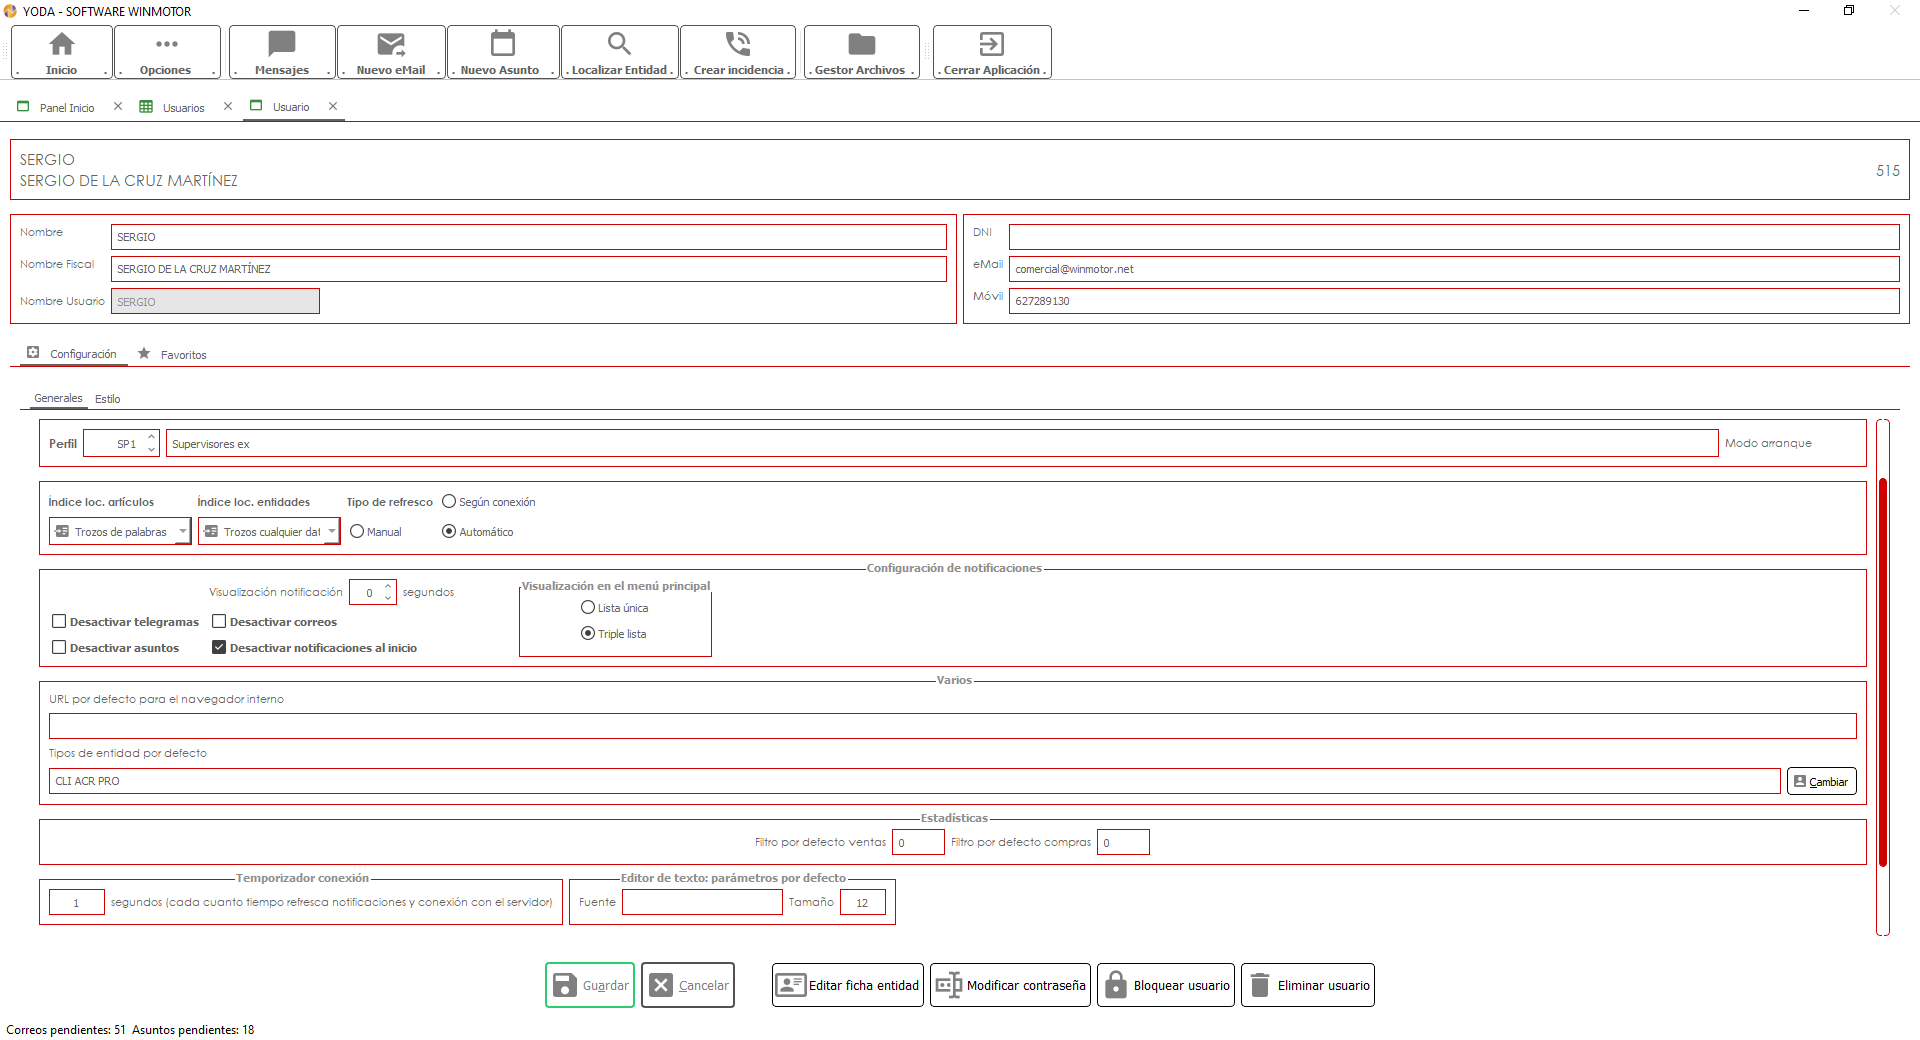 YODA - SOFTWARE WINMOTOR
Inicio
Opciones
Mensajes
Nuevo eMail
Nuevo Asunto
Localizar Entidad
Crear incidencia
Gestor Archivos
Cerrar Aplicación
Panel Inicio
Usuarios
Usuario
SERGIO
SERGIO DE LA CRUZ MARTÍNEZ
515
Nombre
SERGIO
Nombre Fiscal
SERGIO DE LA CRUZ MARTÍNEZ
Nombre Usuario
SERGIO
DNI
eMail
comercial@winmotor.net
Móvil
627289130
Configuración
Favoritos
Generales
Estilo
Perfil
SP1
Supervisores ex
Modo arranque
Índice loc. artículos
Índice loc. entidades
Tipo de refresco
Según conexión
Trozos de palabras
Trozos cualquier dat
Manual
Automático
Configuración de notificaciones
Visualización notificación
0
segundos
Visualización en el menú principal
Lista única
Triple lista
Desactivar telegramas
Desactivar correos
Desactivar asuntos
Desactivar notificaciones al inicio
Varios
URL por defecto para el navegador interno
Tipos de entidad por defecto
CLI ACR PRO
Cambiar
Estadísticas
Filtro por defecto ventas
0
Filtro por defecto compras
0
Temporizador conexión
1
segundos (cada cuanto tiempo refresca notificaciones y conexión con el servidor)
Editor de texto: parámetros por defecto
Fuente
Tamaño
12
Guardar
Cancelar
Editar ficha entidad
Modificar contraseña
Bloquear usuario
Eliminar usuario
Correos pendientes: 51 Asuntos pendientes: 18